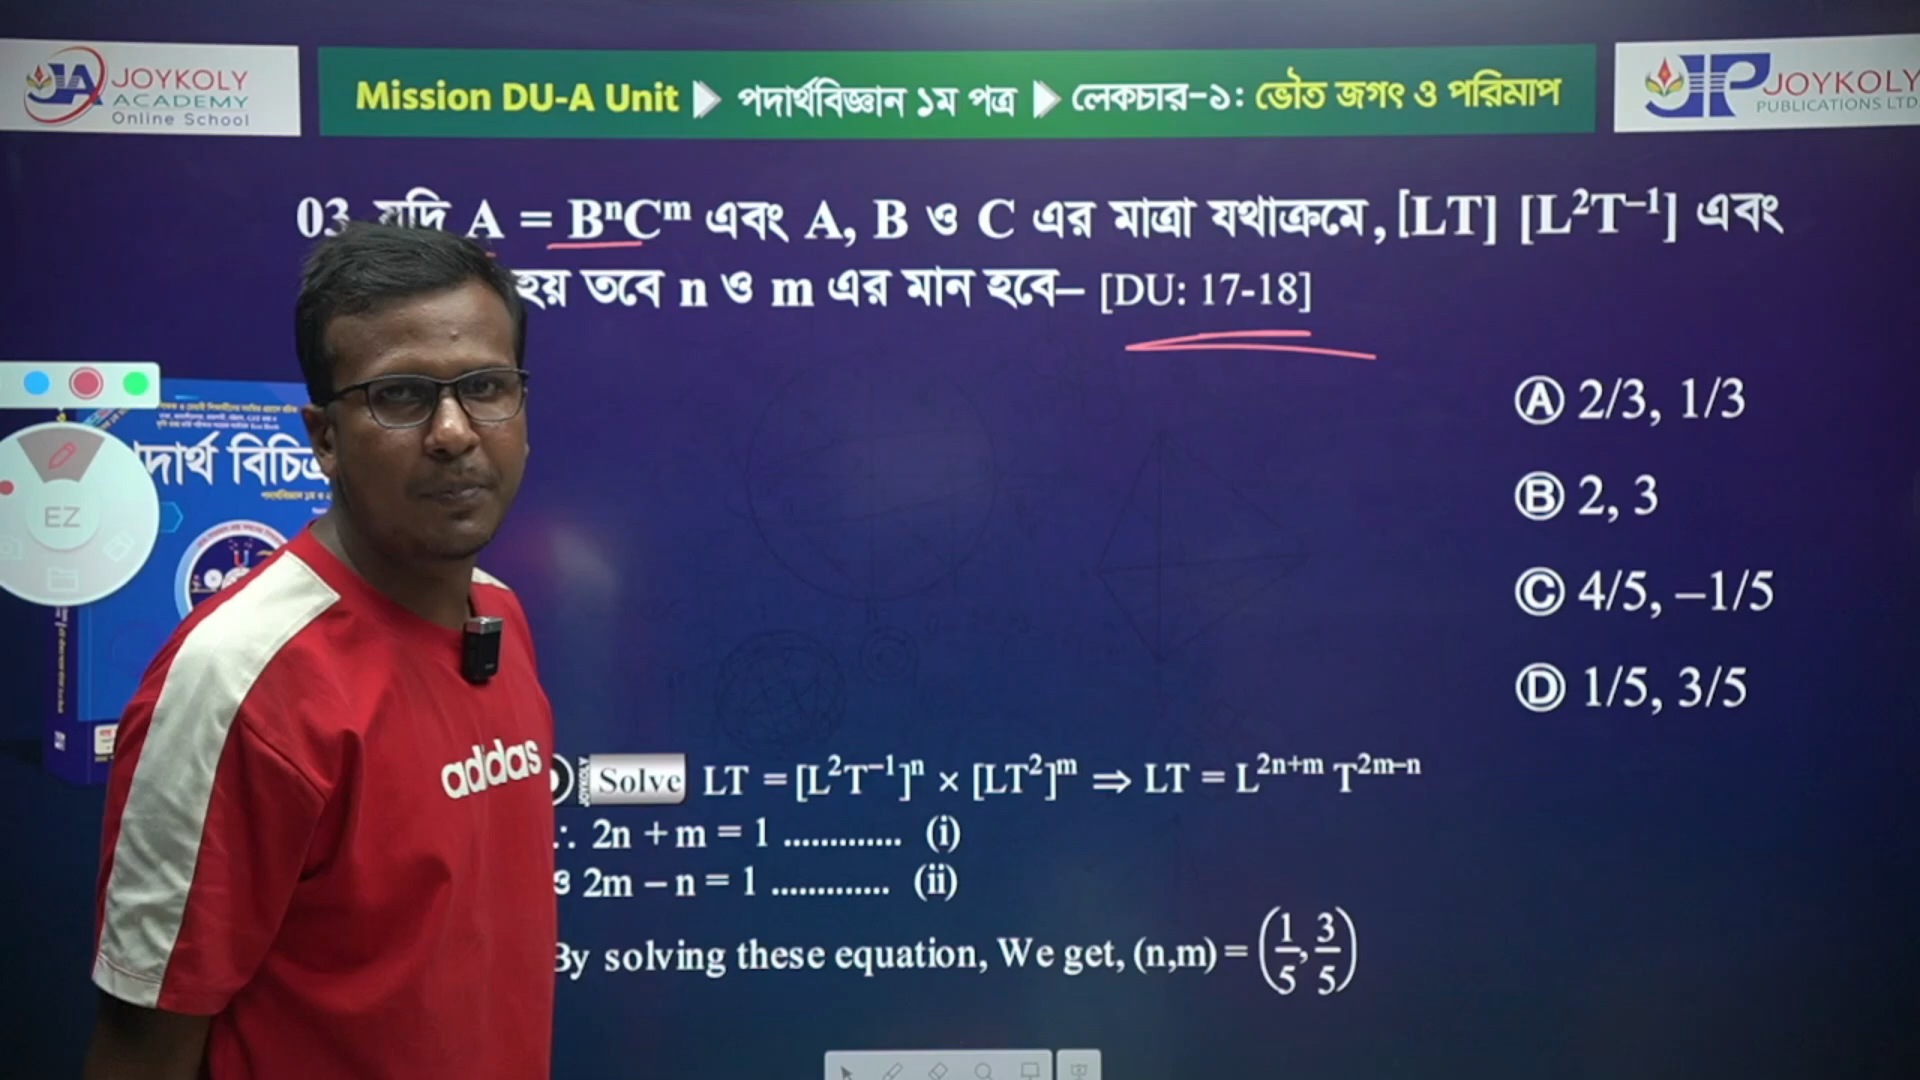 JOYKOLY
ACADEMY
Online School
Mission DU-A Unit ▶ পদার্থবিজ্ঞান ১ম পত্র ▶ লেকচার-১: ভৌত জগৎ ও পরিমাপ
JOYKOLY
PUBLICATIONS LTD
03. যদি A = BⁿCᵐ এবং A, B ও C এর মাত্রা যথাক্রমে, [LT] [L²T⁻¹] এবং
হয় তবে n ও m এর মান হবে– [DU: 17-18]
Ⓐ 2/3, 1/3
Ⓑ 2, 3
Ⓒ 4/5, –1/5
Ⓓ 1/5, 3/5
EZ
adidas
Solve LT = [L²T⁻¹]ⁿ × [LT²]ᵐ ⇒ LT = L²ⁿ⁺ᵐ T²ᵐ⁻ⁿ
∴ 2n + m = 1 ............. (i)
ও 2m – n = 1 ............. (ii)
By solving these equation, We get, (n,m) = (1/5, 3/5)